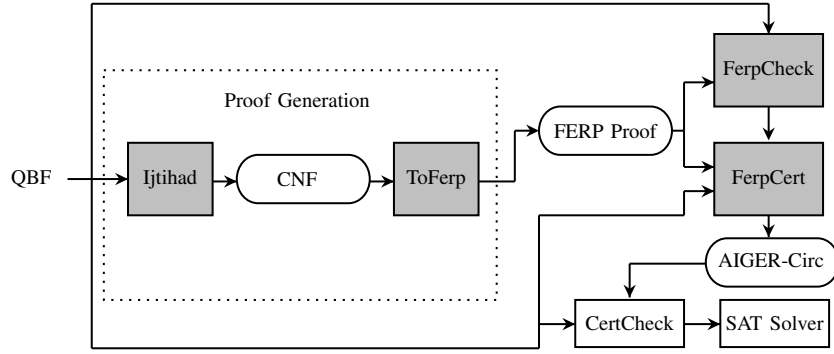 FerpCheck
Proof Generation
FERP Proof
QBF
Ijtihad
CNF
ToFerp
FerpCert
AIGER-Circ
CertCheck
SAT Solver